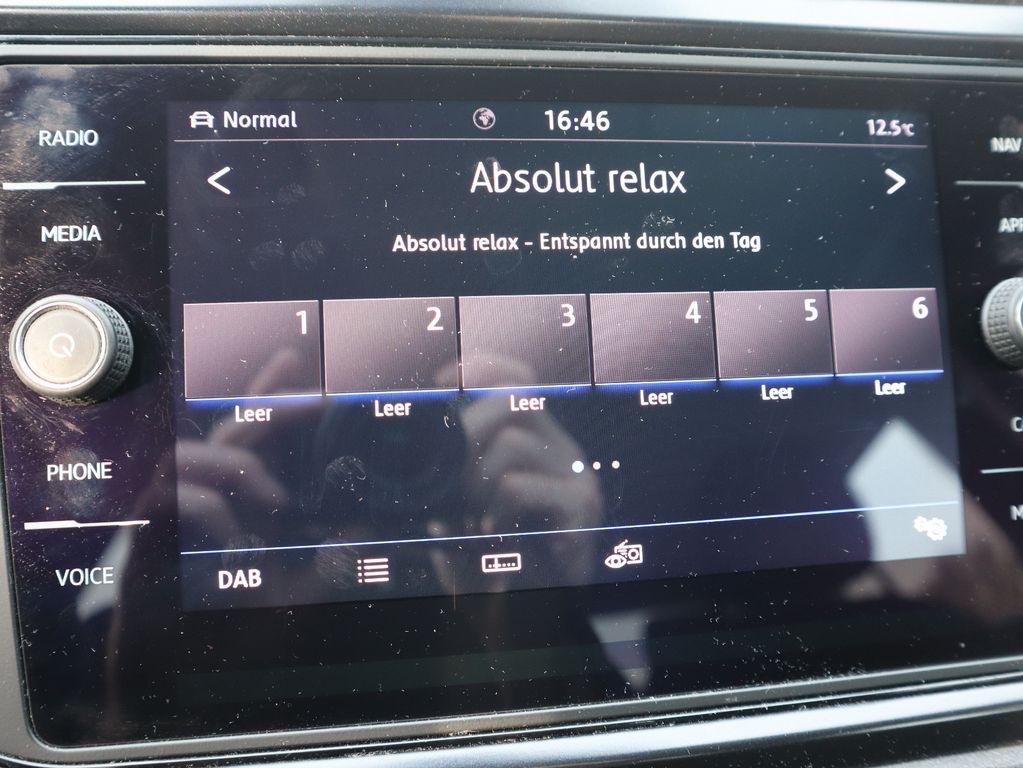 RADIO
MEDIA
PHONE
VOICE
Normal
16:46
12.5°C
Absolut relax
Absolut relax - Entspannt durch den Tag
1 2 3 4 5 6
Leer Leer Leer Leer Leer Leer
DAB
NAV